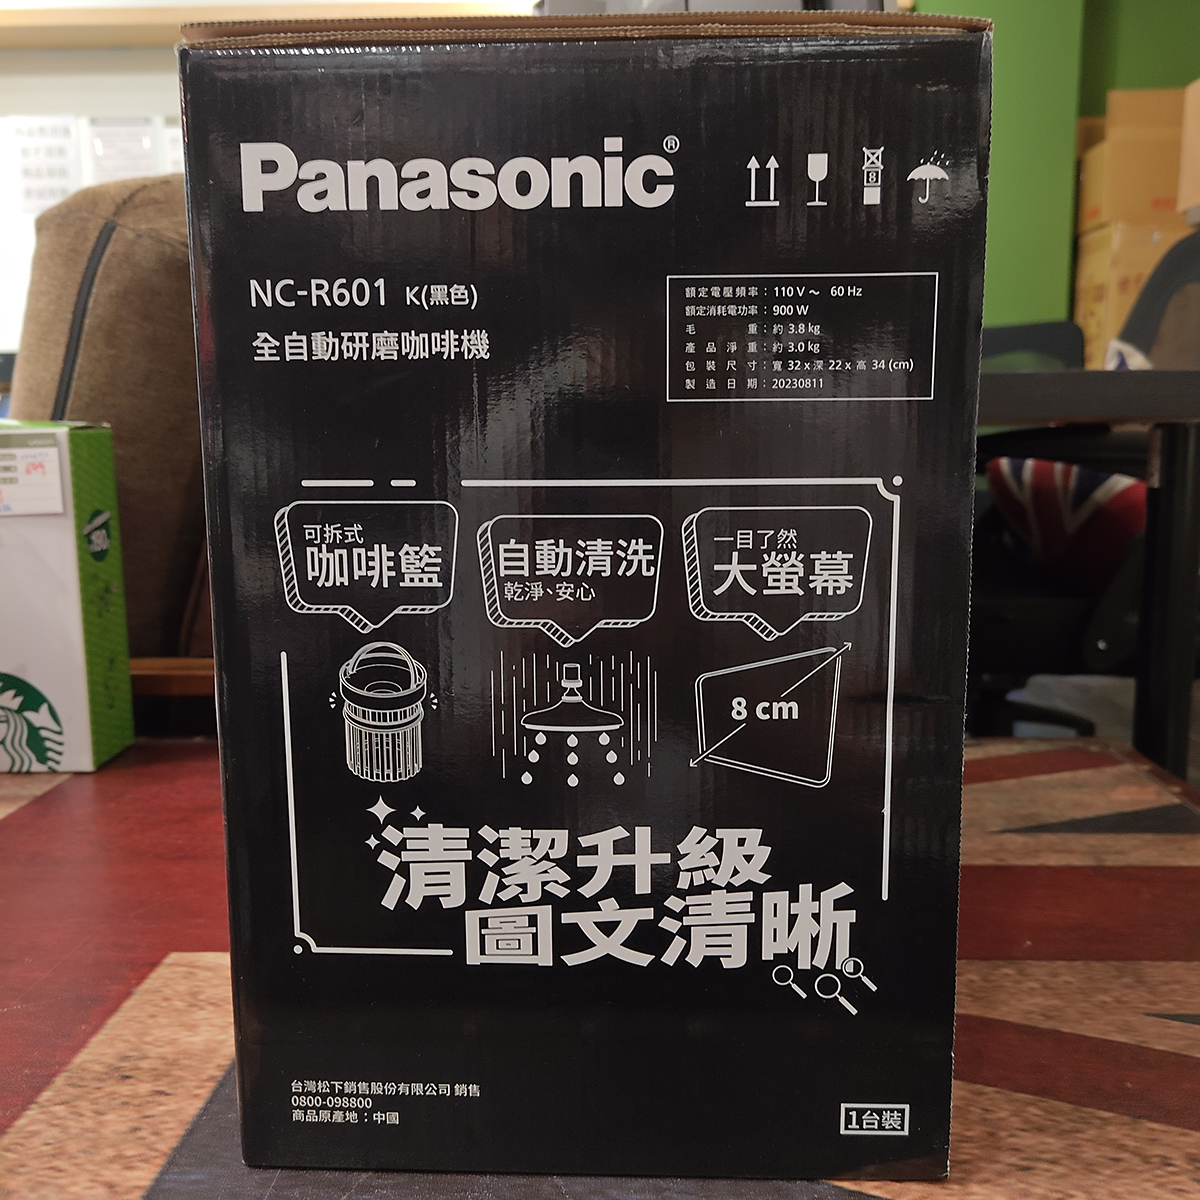 Panasonic®
8
NC-R601 K(黑色)
全自動研磨咖啡機
額定電壓頻率：110 V～ 60 Hz
額定消耗電功率：900 W
毛重：約 3.8 kg
產品淨重：約 3.0 kg
包裝尺寸：寬 32 x 深 22 x 高 34 (cm)
製造日期：20230811
可拆式
咖啡籃
自動清洗
乾淨、安心
一目了然
大螢幕
8 cm
清潔升級
圖文清晰
台灣松下銷售股份有限公司 銷售
0800-098800
商品原產地：中國
1台裝